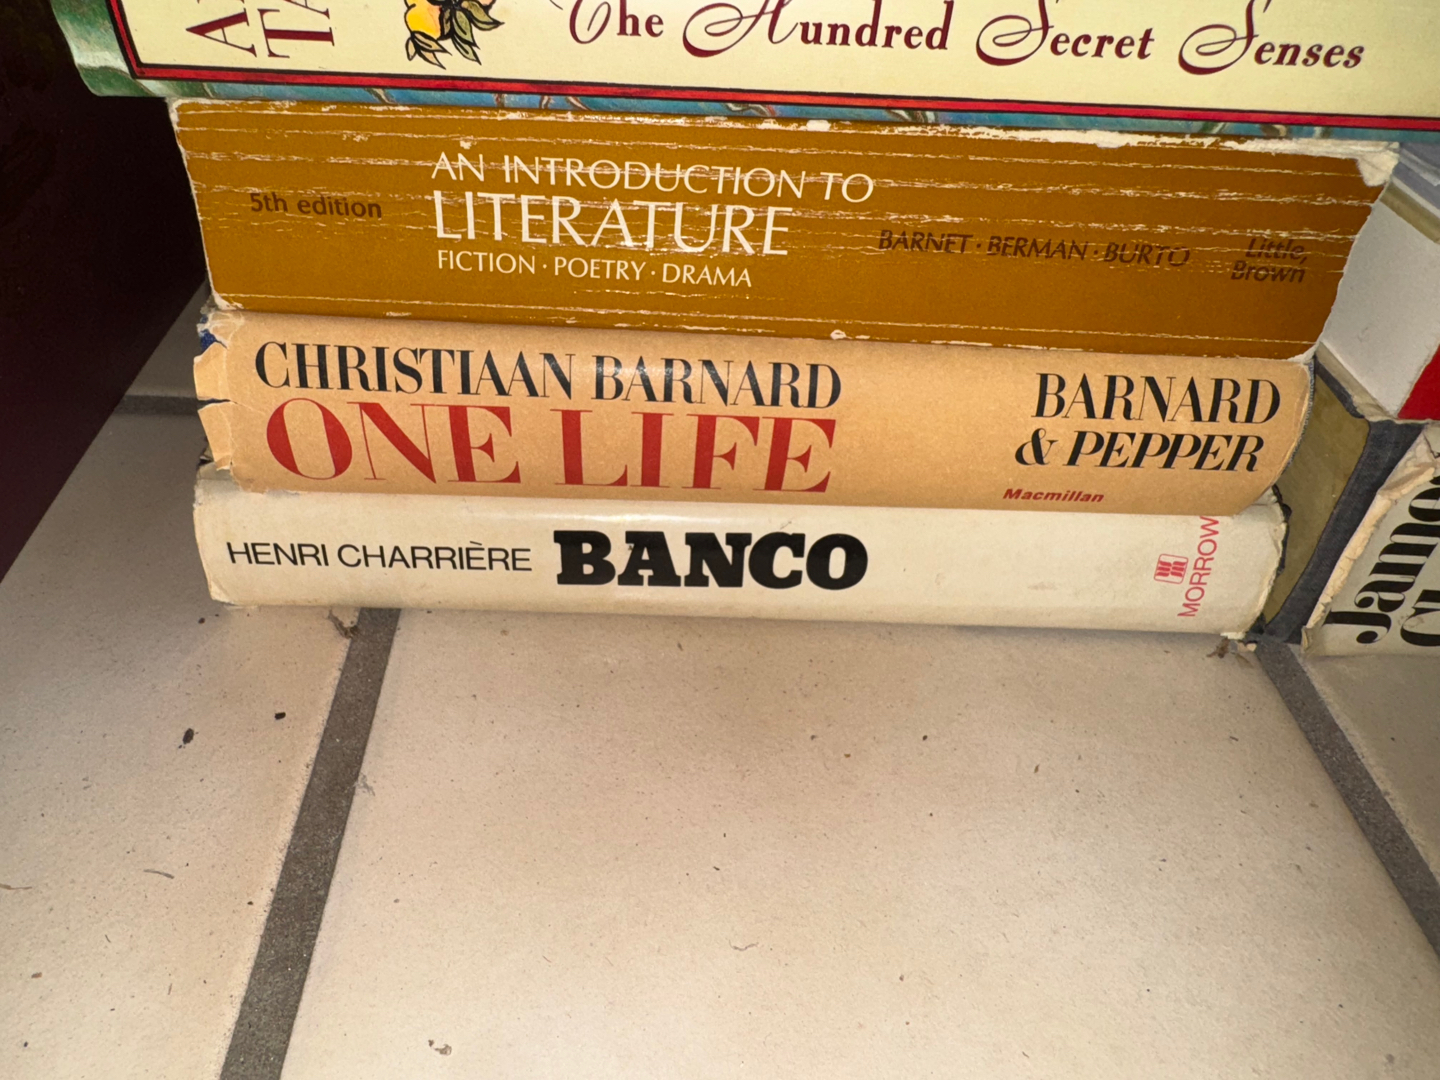 The Hundred Secret Senses
5th edition
AN INTRODUCTION TO
LITERATURE
FICTION · POETRY · DRAMA
BARNET · BERMAN · BURTO
Little,
Brown
CHRISTIAAN BARNARD
ONE LIFE
BARNARD
& PEPPER
Macmillan
HENRI CHARRIÈRE
BANCO
MORROW